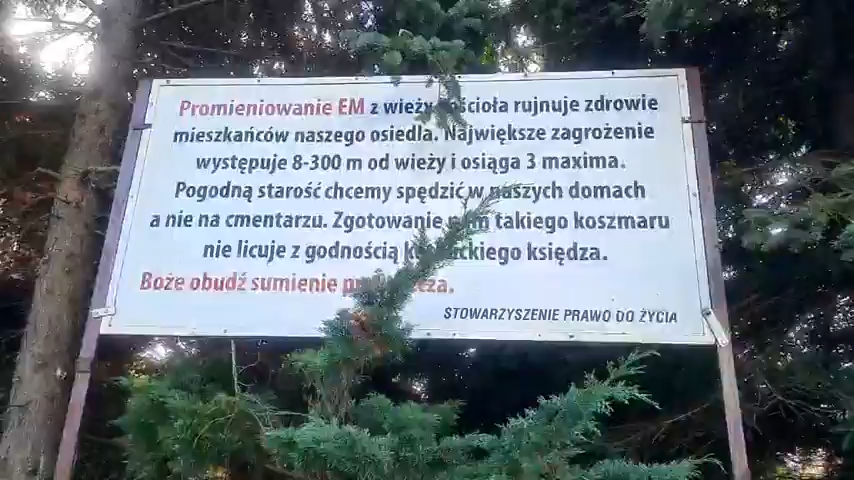 Promieniowanie EM z wieży kościoła rujnuje zdrowie
mieszkańców naszego osiedla. Największe zagrożenie
występuje 8-300 m od wieży i osiąga 3 maxima.
Pogodną starość chcemy spędzić w naszych domach
a nie na cmentarzu. Zgotowanie nam takiego koszmaru
nie licuje z godnością księdza.
Boże obudź sumienie
STOWARZYSZENIE PRAWO DO ŻYCIA